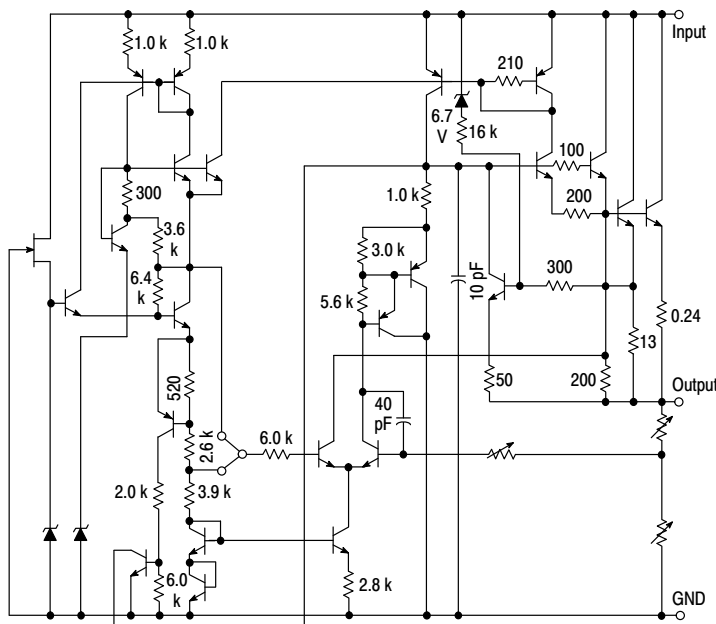 Input
1.0 k
1.0 k
210
6.7
V
16 k
100
300
1.0 k
200
3.6
k
3.0 k
10 pF
300
6.4
k
5.6 k
0.24
13
520
50
200
Output
40
pF
2.6 k
6.0 k
2.0 k
3.9 k
6.0
k
2.8 k
GND